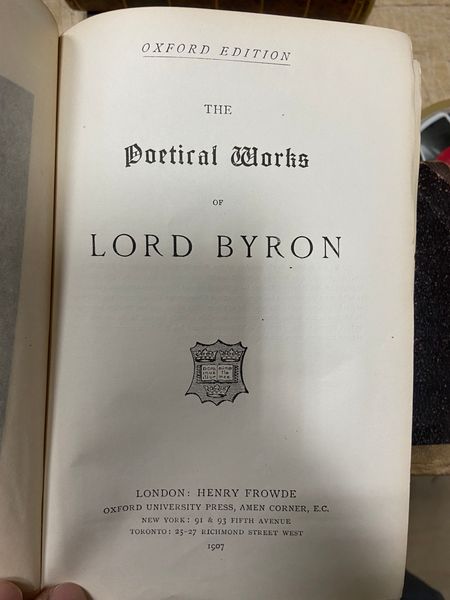 OXFORD EDITION
THE
Poetical Works
OF
LORD BYRON
LONDON: HENRY FROWDE
OXFORD UNIVERSITY PRESS, AMEN CORNER, E.C.
NEW YORK: 91 & 93 FIFTH AVENUE
TORONTO: 25-27 RICHMOND STREET WEST
1907